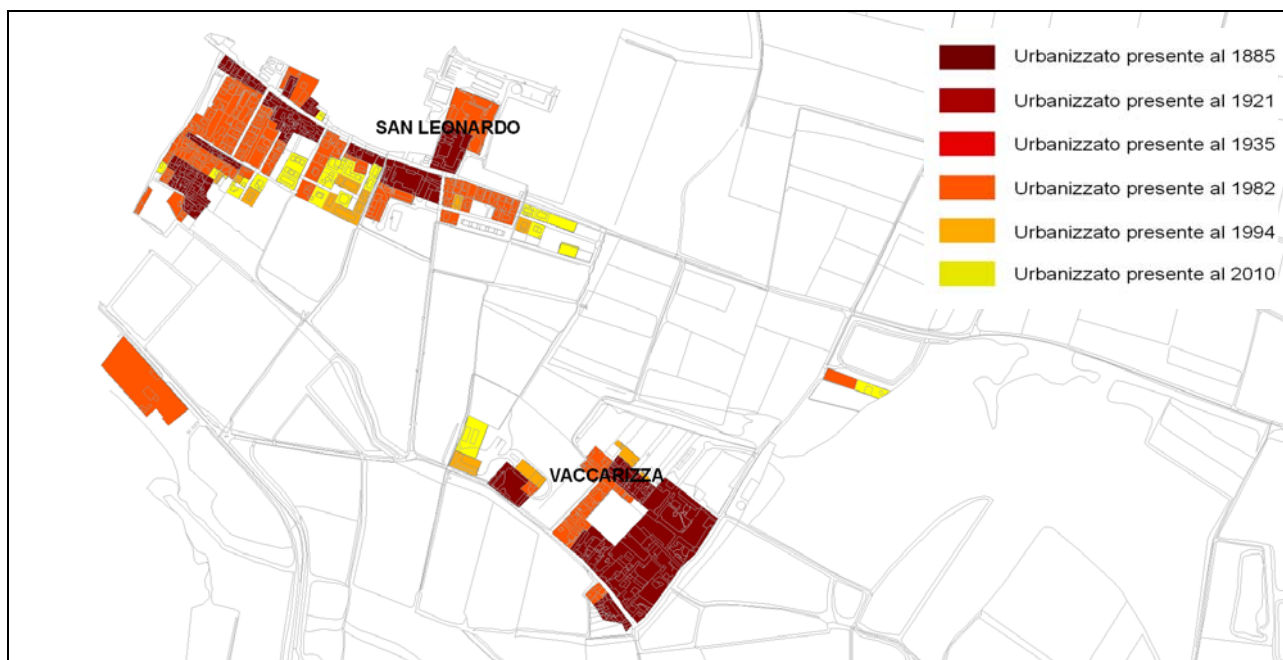 Urbanizzato presente al 1885
Urbanizzato presente al 1921
SAN LEONARDO
Urbanizzato presente al 1935
Urbanizzato presente al 1982
Urbanizzato presente al 1994
Urbanizzato presente al 2010
VACCARIZZA